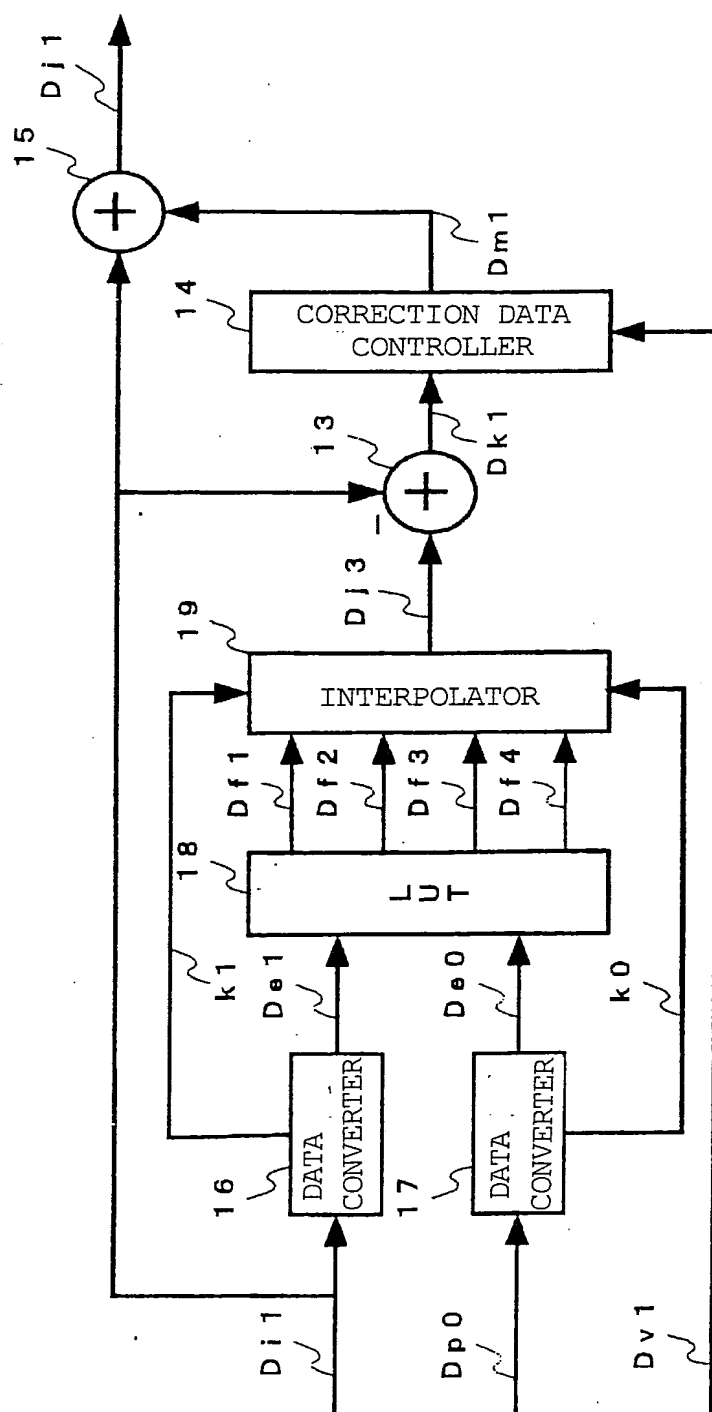 Di1
Dp0
Dv1
16
DATA
CONVERTER
17
DATA
CONVERTER
k1
De1
De0
k0
18
LUT
Df1
Df2
Df3
Df4
19
INTERPOLATOR
Dj3
13
-
+
Dk1
14
CORRECTION DATA
CONTROLLER
Dm1
15
+
Dj1